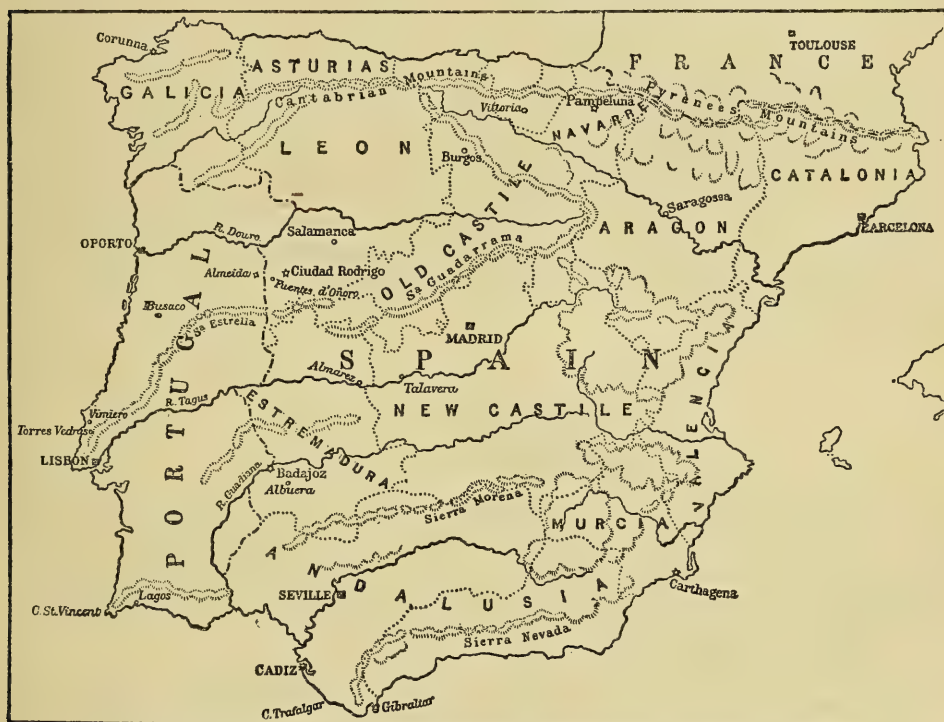 TOULOUSE
FRANCE
Corunna
ASTURIAS
GALICIA
Cantabrian Mountains
Vittoria
Pampeluna
Pyrenees Mountains
NAVARRE
LEON
Burgos
CATALONIA
Saragossa
ARAGON
BARCELONA
OPORTO
R. Douro
Salamanca
OLD CASTILE
Almeida
Ciudad Rodrigo
Fuentes d'Oñoro
Sa Guadarrama
Busaco
Sa Estrella
MADRID
PORTUGAL
SPAIN
VALENCIA
Almarez
Talavera
R. Tagus
NEW CASTILE
Vimiero
Torres Vedras
LISBON
ESTREMADURA
R. Guadiana
Badajoz
Albuera
Sierra Morena
MURCIA
ANDALUSIA
Carthagena
Lagos
C. St. Vincent
SEVILLE
Sierra Nevada
CADIZ
C. Trafalgar
Gibraltar